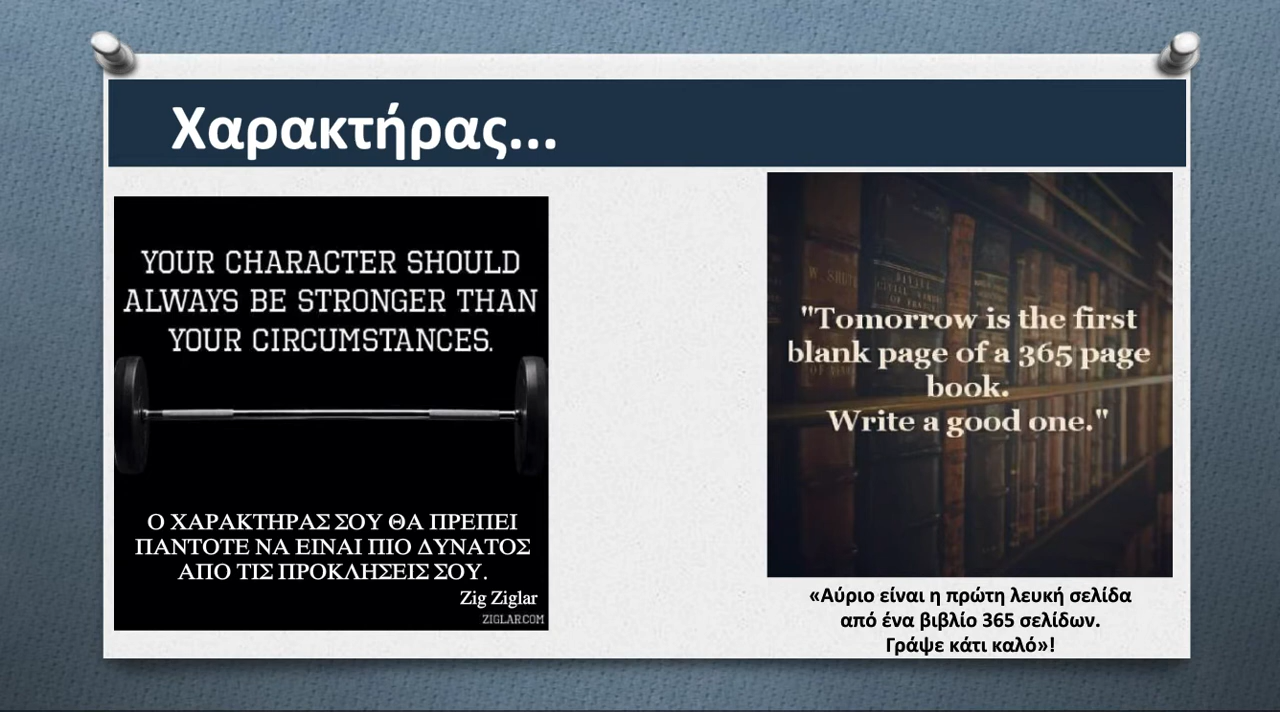 Χαρακτήρας...
YOUR CHARACTER SHOULD
ALWAYS BE STRONGER THAN
YOUR CIRCUMSTANCES.
Ο ΧΑΡΑΚΤΗΡΑΣ ΣΟΥ ΘΑ ΠΡΕΠΕΙ
ΠΑΝΤΟΤΕ ΝΑ ΕΙΝΑΙ ΠΙΟ ΔΥΝΑΤΟΣ
ΑΠΟ ΤΙΣ ΠΡΟΚΛΗΣΕΙΣ ΣΟΥ.
Zig Ziglar
ZIGLAR.COM
"Tomorrow is the first
blank page of a 365 page
book.
Write a good one."
«Αύριο είναι η πρώτη λευκή σελίδα
από ένα βιβλίο 365 σελίδων.
Γράψε κάτι καλό»!